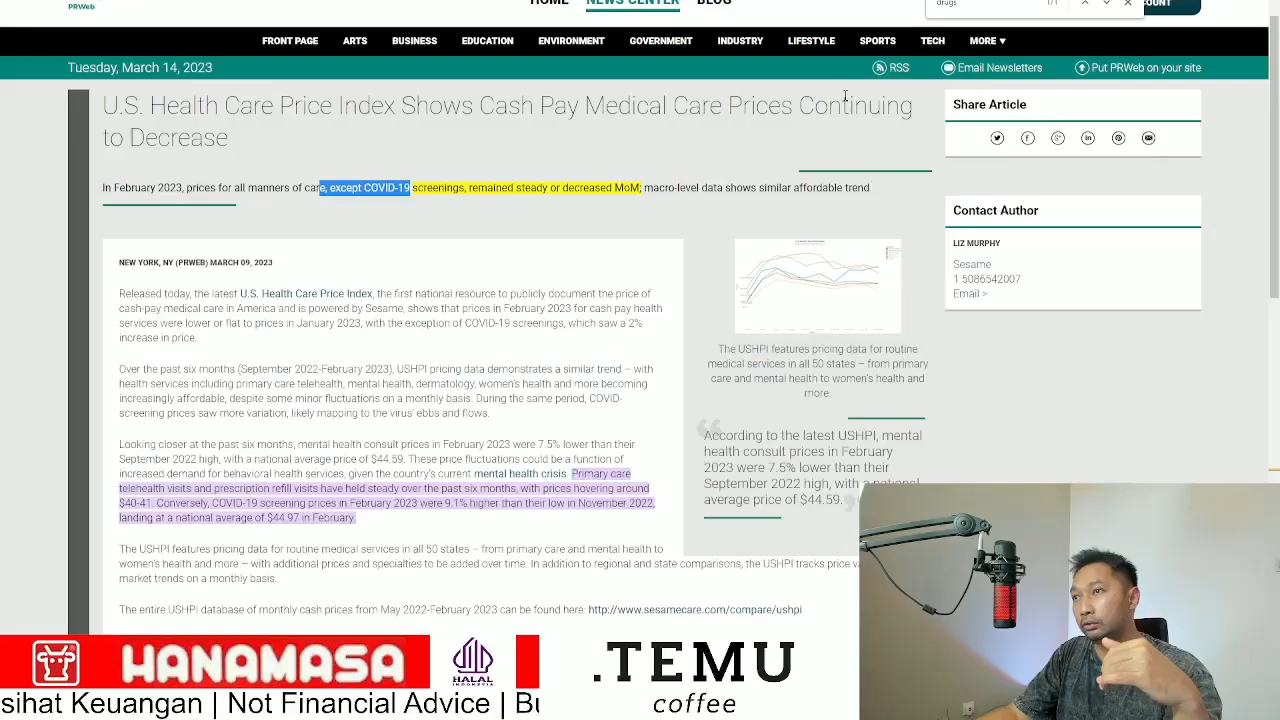 PRWeb
HOME
NEWS CENTER
BLOG
drugs
1/1
FRONT PAGE
ARTS
BUSINESS
EDUCATION
ENVIRONMENT
GOVERNMENT
INDUSTRY
LIFESTYLE
SPORTS
TECH
MORE
Tuesday, March 14, 2023
RSS
Email Newsletters
Put PRWeb on your site
U.S. Health Care Price Index Shows Cash Pay Medical Care Prices Continuing
to Decrease
Share Article
In February 2023, prices for all manners of care, except COVID-19 screenings, remained steady or decreased MoM; macro-level data shows similar affordable trend
Contact Author
LIZ MURPHY
Sesame
1 5086542007
Email >
NEW YORK, NY (PRWEB) MARCH 09, 2023
Released today, the latest U.S. Health Care Price Index, the first national resource to publicly document the price of
cash-pay medical care in America and is powered by Sesame, shows that prices in February 2023 for cash pay health
services were lower or flat to prices in January 2023, with the exception of COVID-19 screenings, which saw a 2%
increase in price.
Over the past six months (September 2022-February 2023), USHPI pricing data demonstrates a similar trend – with
health services including primary care telehealth, mental health, dermatology, women's health and more becoming
increasingly affordable, despite some minor fluctuations on a monthly basis. During the same period, COVID-
screening prices saw more variation, likely mapping to the virus' ebbs and flows.
Looking closer at the past six months, mental health consult prices in February 2023 were 7.5% lower than their
September 2022 high, with a national average price of $44.59. These price fluctuations could be a function of
increased demand for behavioral health services, given the country's current mental health crisis. Primary care
telehealth visits and prescription refill visits have held steady over the past six months, with prices hovering around
$40-41. Conversely, COVID-19 screening prices in February 2023 were 9.1% higher than their low in November 2022,
landing at a national average of $44.97 in February.
The USHPI features pricing data for routine medical services in all 50 states – from primary care and mental health to
women's health and more – with additional prices and specialties to be added over time. In addition to regional and state comparisons, the USHPI tracks price
market trends on a monthly basis.
The entire USHPI database of monthly cash prices from May 2022-February 2023 can be found here: http://www.sesamecare.com/compare/ushpi
The USHPI features pricing data for routine
medical services in all 50 states – from primary
care and mental health to women's health and
more.
According to the latest USHPI, mental
health consult prices in February
2023 were 7.5% lower than their
September 2022 high, with a national
average price of $44.59.
HANAMASA
HALAL
INDONESIA
.TEMU
coffee
sihat Keuangan | Not Financial Advice | Bu